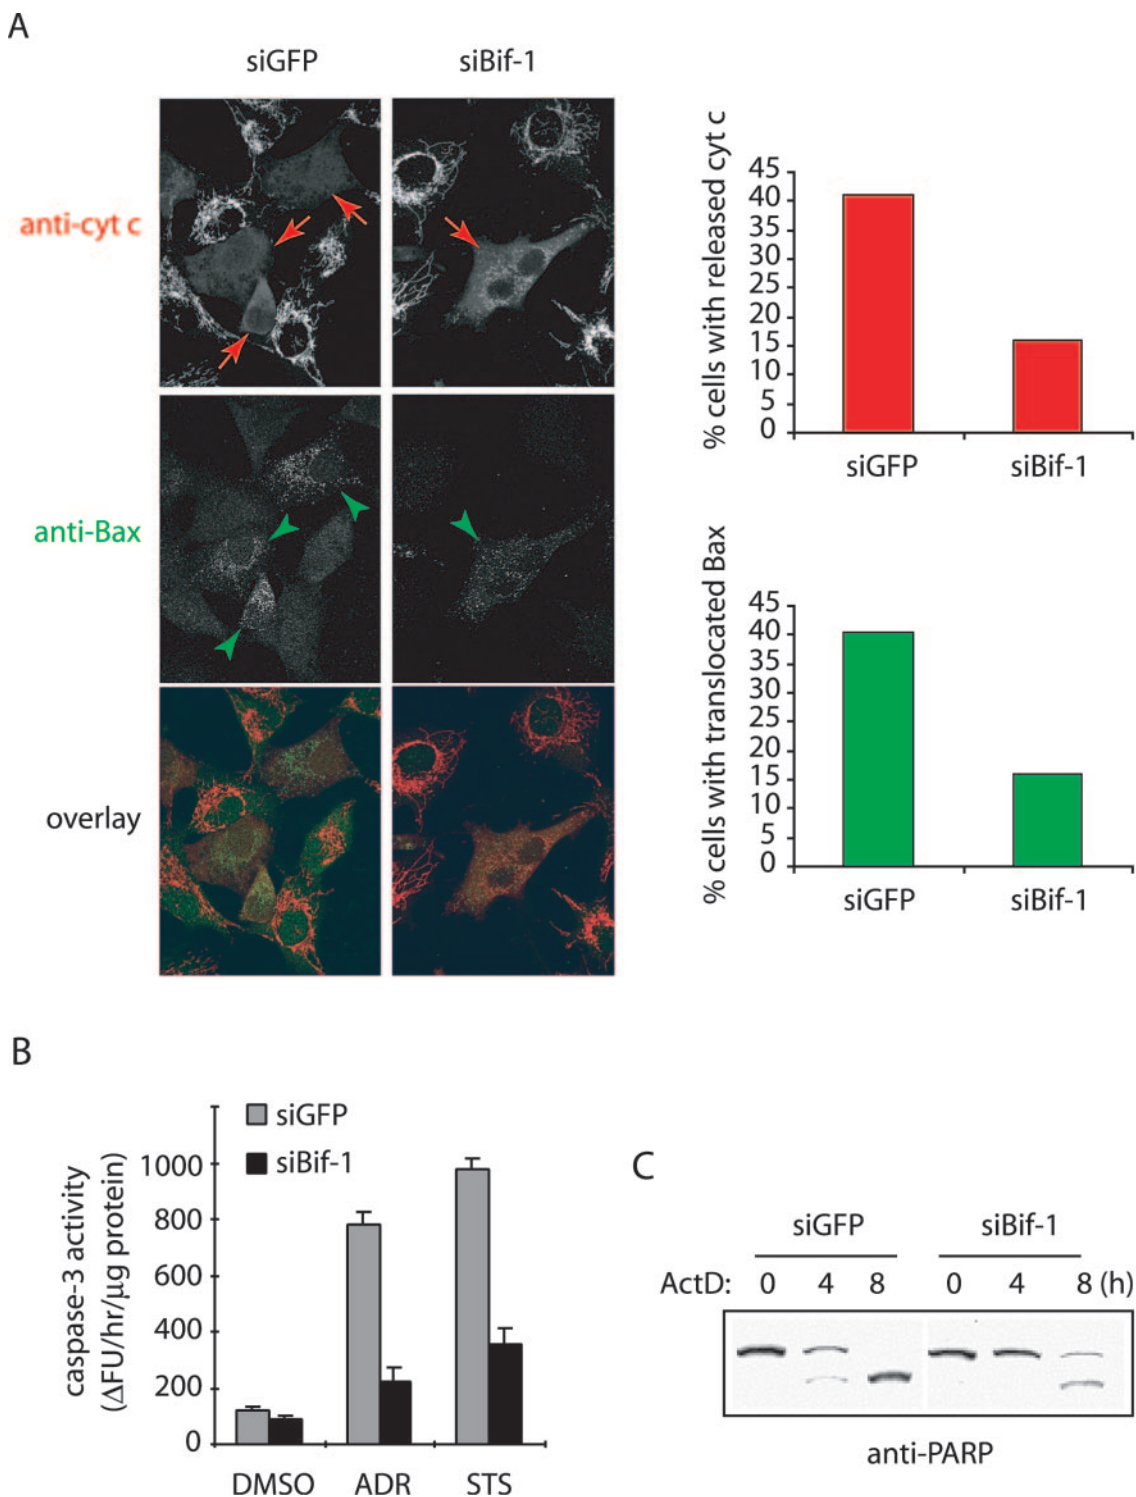 A
siGFP siBif-1
anti-cyt c
anti-Bax
overlay
% cells with released cyt c
45
40
35
30
25
20
15
10
5
0
siGFP siBif-1
% cells with translocated Bax
45
40
35
30
25
20
15
10
5
0
siGFP siBif-1
B
siGFP
siBif-1
caspase-3 activity
(ΔFU/hr/µg protein)
1000
800
600
400
200
0
DMSO ADR STS
C
siGFP siBif-1
ActD: 0 4 8 0 4 8 (h)
anti-PARP